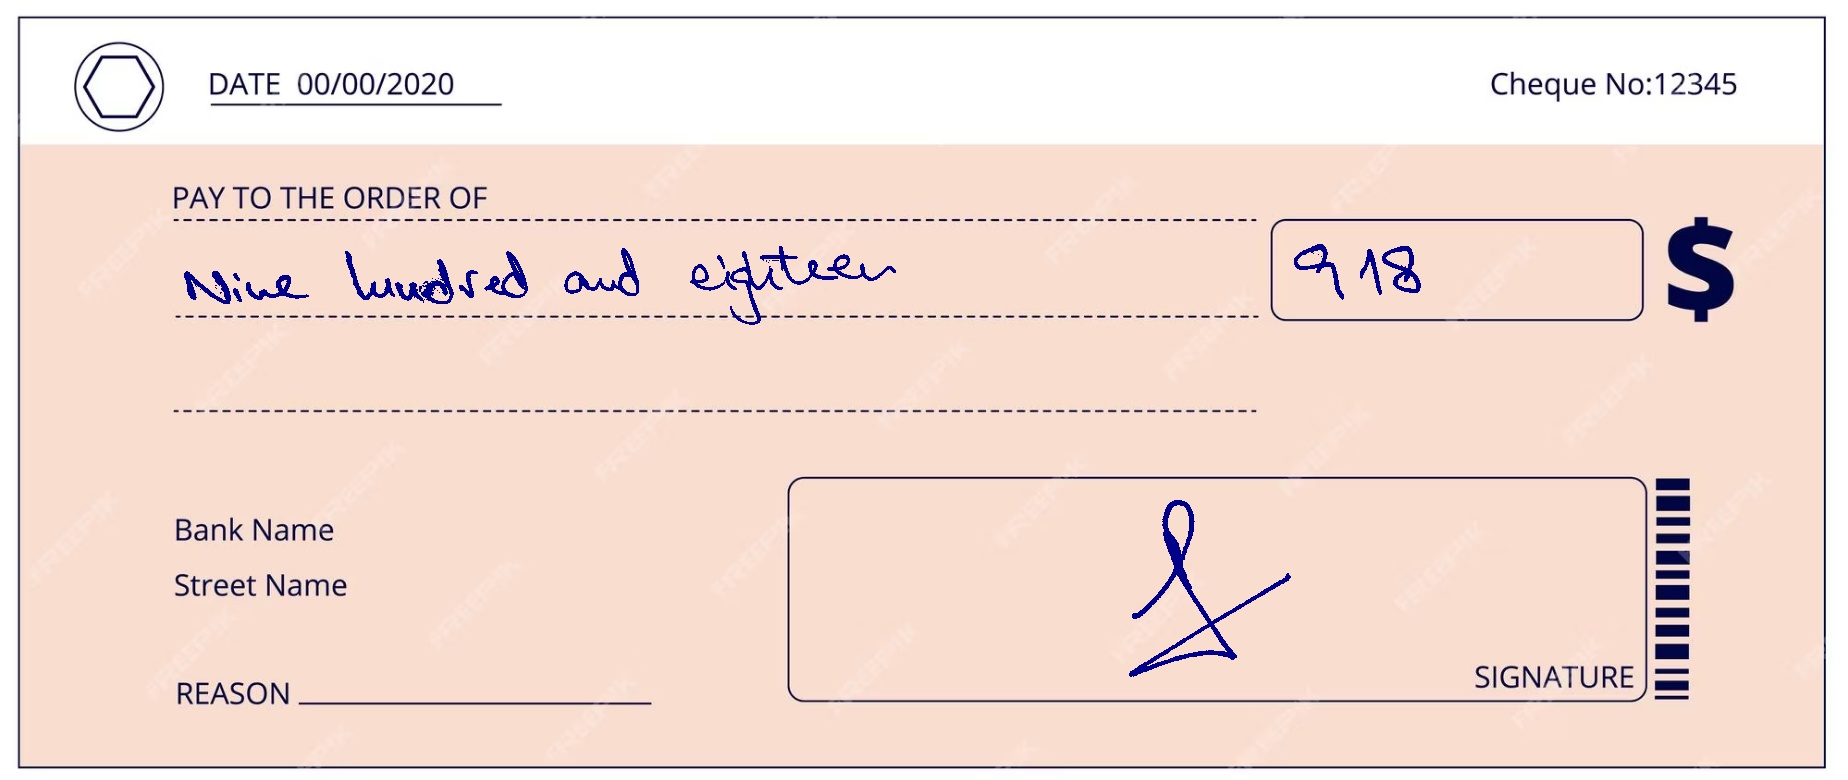 DATE 00/00/2020 Cheque No:12345
PAY TO THE ORDER OF
Nine hundred and eighteen 918 $
Bank Name
Street Name
SIGNATURE
REASON